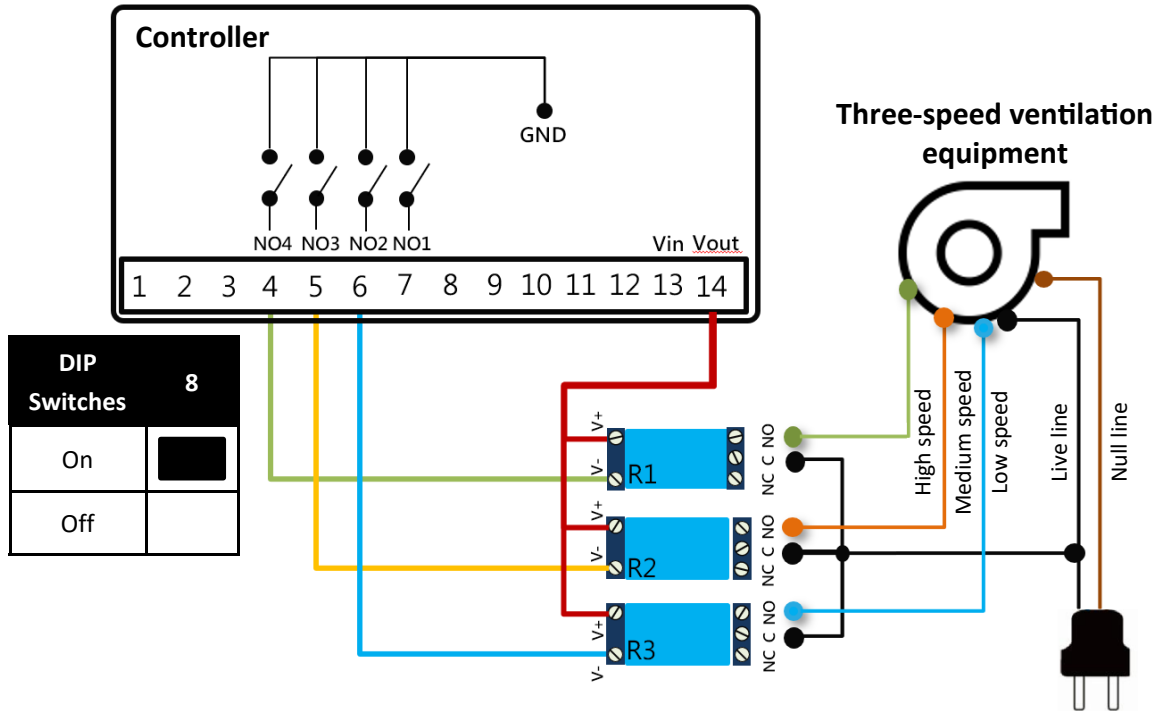 Controller
GND
NO4 NO3 NO2 NO1
Vin Vout
1 2 3 4 5 6 7 8 9 10 11 12 13 14
Three-speed ventilation
equipment
DIP
Switches
8
On
Off
V+
V-
R1
NC C NO
V+
V-
R2
NC C NO
V+
V-
R3
NC C NO
High speed
Medium speed
Low speed
Live line
Null line